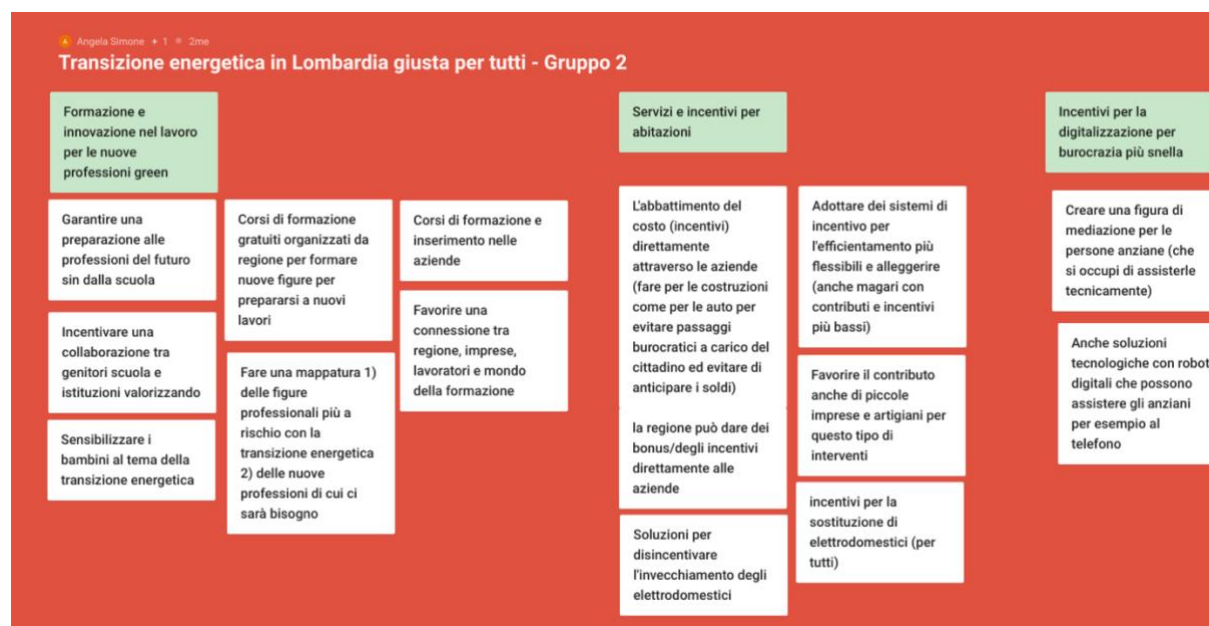 Angela Simone + 1 2me
Transizione energetica in Lombardia giusta per tutti - Gruppo 2
Formazione e
innovazione nel lavoro
per le nuove
professioni green
Garantire una
preparazione alle
professioni del futuro
sin dalla scuola
Incentivare una
collaborazione tra
genitori scuola e
istituzioni valorizzando
Sensibilizzare i
bambini al tema della
transizione energetica
Corsi di formazione
gratuiti organizzati da
regione per formare
nuove figure per
prepararsi a nuovi
lavori
Fare una mappatura 1)
delle figure
professionali più a
rischio con la
transizione energetica
2) delle nuove
professioni di cui ci
sarà bisogno
Corsi di formazione e
inserimento nelle
aziende
Favorire una
connessione tra
regione, imprese,
lavoratori e mondo
della formazione
Servizi e incentivi per
abitazioni
L'abbattimento del
costo (incentivi)
direttamente
attraverso le aziende
(fare per le costruzioni
come per le auto per
evitare passaggi
burocratici a carico del
cittadino ed evitare di
anticipare i soldi)
la regione può dare dei
bonus/degli incentivi
direttamente alle
aziende
Soluzioni per
disincentivare
l'invecchiamento degli
elettrodomestici
Adottare dei sistemi di
incentivo per
l'efficientamento più
flessibili e alleggerire
(anche magari con
contributi e incentivi
più bassi)
Favorire il contributo
anche di piccole
imprese e artigiani per
questo tipo di
interventi
incentivi per la
sostituzione di
elettrodomestici (per
tutti)
Incentivi per la
digitalizzazione per
burocrazia più snella
Creare una figura di
mediazione per le
persone anziane (che
si occupi di assisterle
tecnicamente)
Anche soluzioni
tecnologiche con robot
digitali che possono
assistere gli anziani
per esempio al
telefono